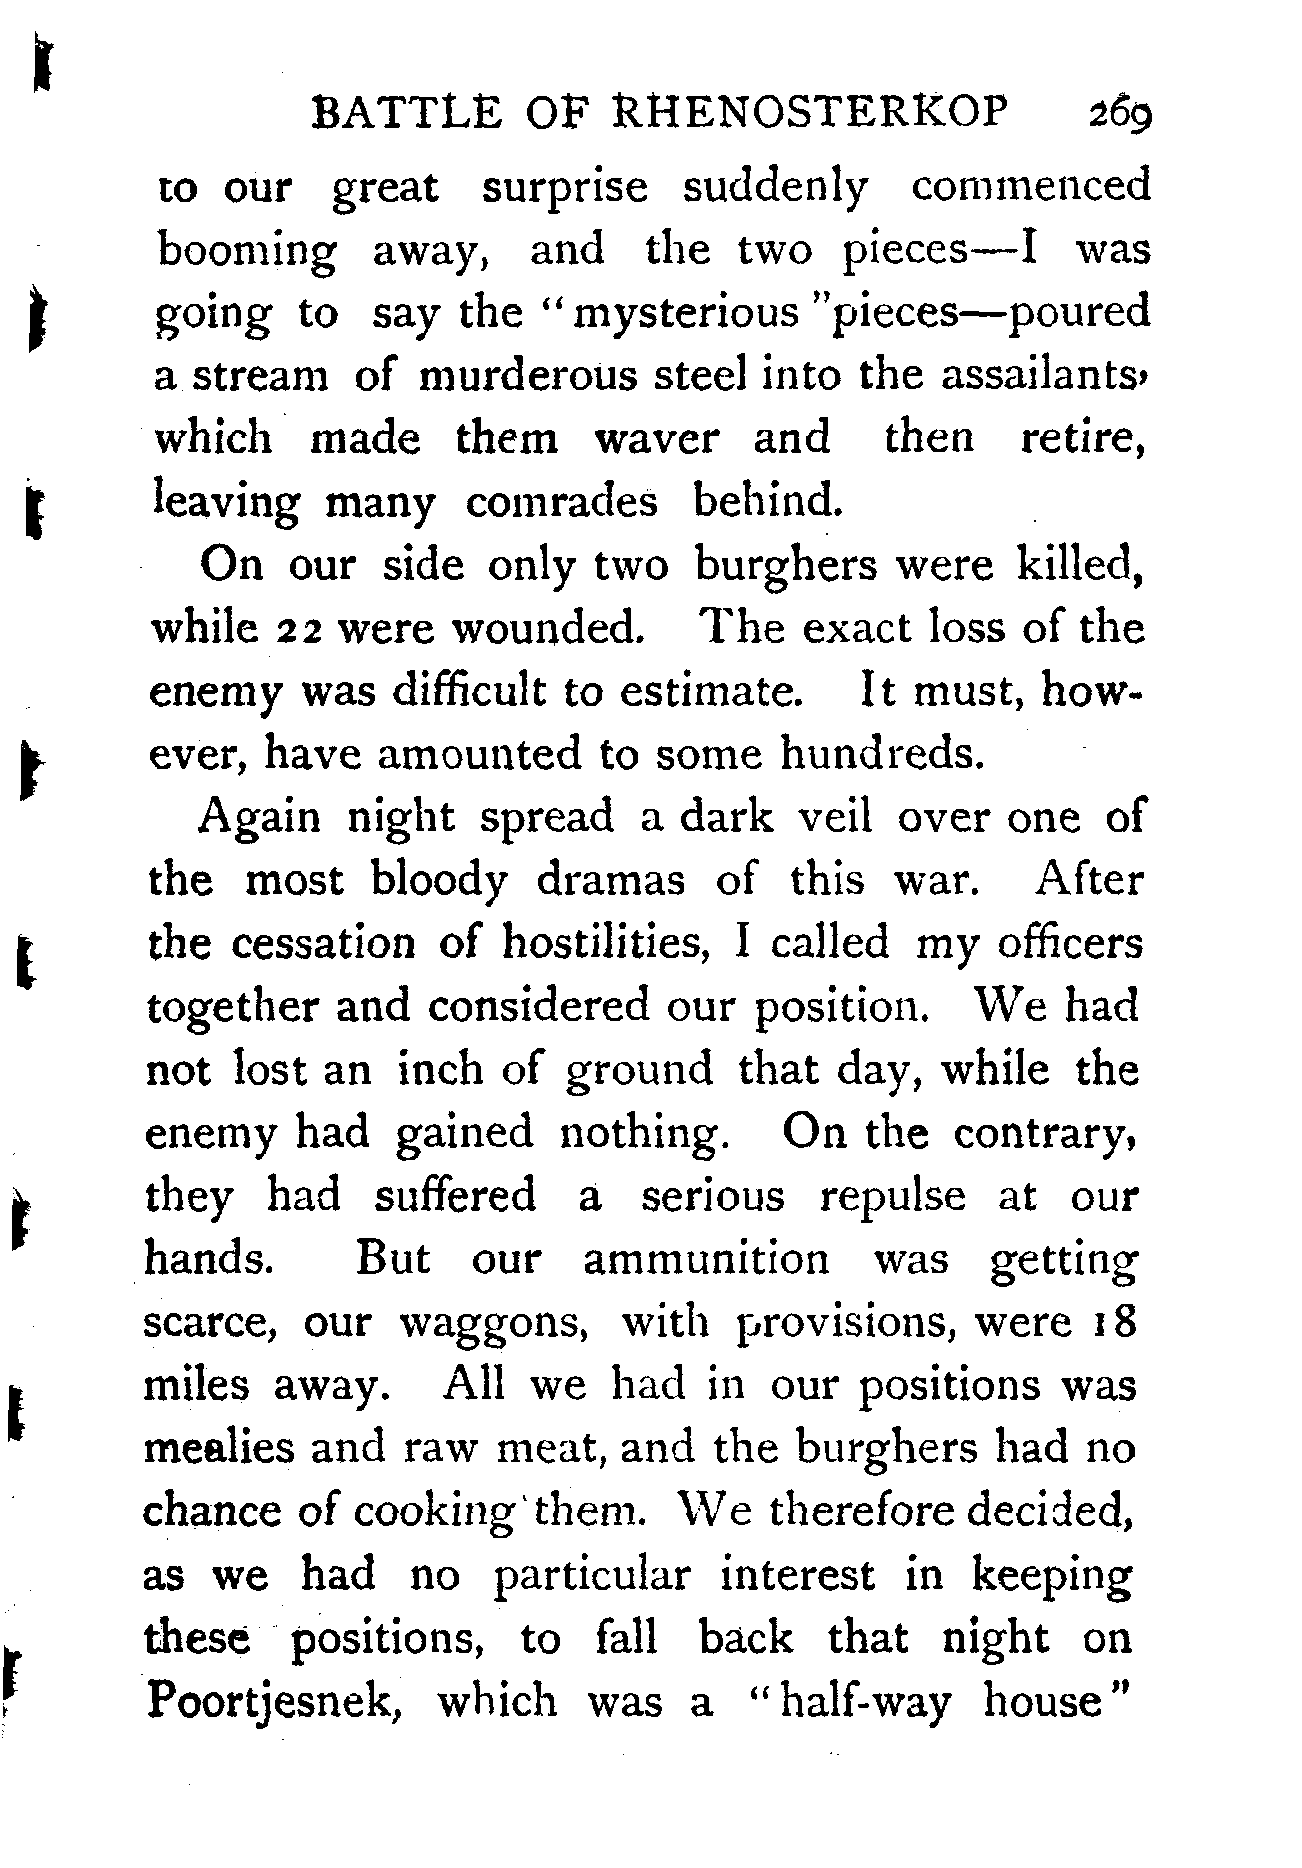 BATTLE OF RHENOSTERKOP 269
to our great surprise suddenly commenced
booming away, and the two pieces—I was
going to say the “mysterious” pieces—poured
a stream of murderous steel into the assailants,
which made them waver and then retire,
leaving many comrades behind.
On our side only two burghers were killed,
while 22 were wounded. The exact loss of the
enemy was difficult to estimate. It must, how-
ever, have amounted to some hundreds.
Again night spread a dark veil over one of
the most bloody dramas of this war. After
the cessation of hostilities, I called my officers
together and considered our position. We had
not lost an inch of ground that day, while the
enemy had gained nothing. On the contrary,
they had suffered a serious repulse at our
hands. But our ammunition was getting
scarce, our waggons, with provisions, were 18
miles away. All we had in our positions was
mealies and raw meat, and the burghers had no
chance of cooking them. We therefore decided,
as we had no particular interest in keeping
these positions, to fall back that night on
Poortjesnek, which was a “half-way house”